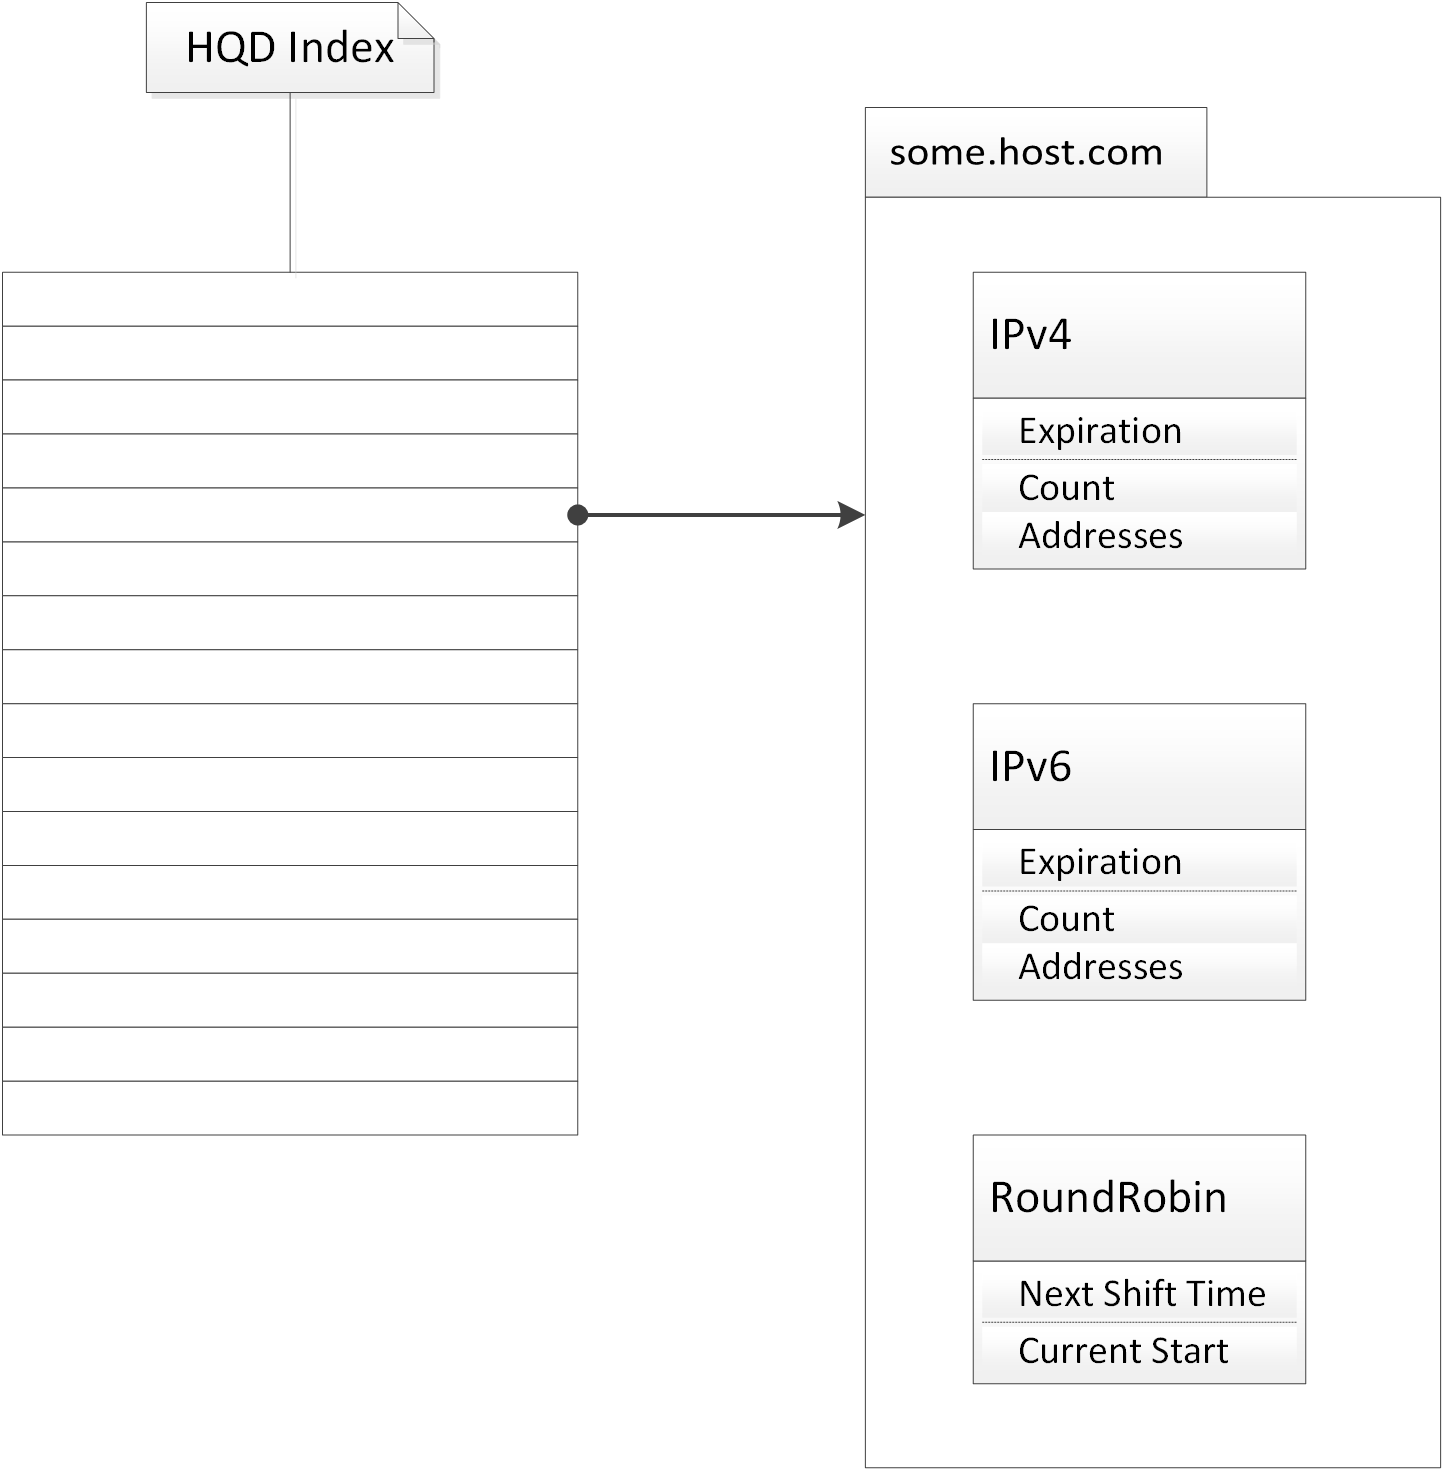 HQD Index
some.host.com
IPv4
Expiration
Count
Addresses
IPv6
Expiration
Count
Addresses
RoundRobin
Next Shift Time
Current Start